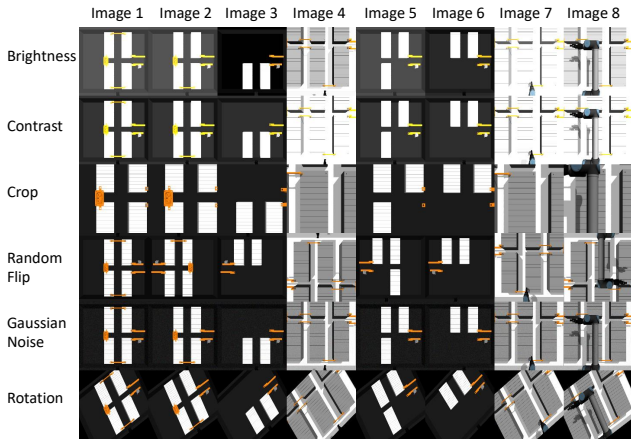 Image 1 Image 2 Image 3 Image 4 Image 5 Image 6 Image 7 Image 8
Brightness
Contrast
Crop
Random
Flip
Gaussian
Noise
Rotation